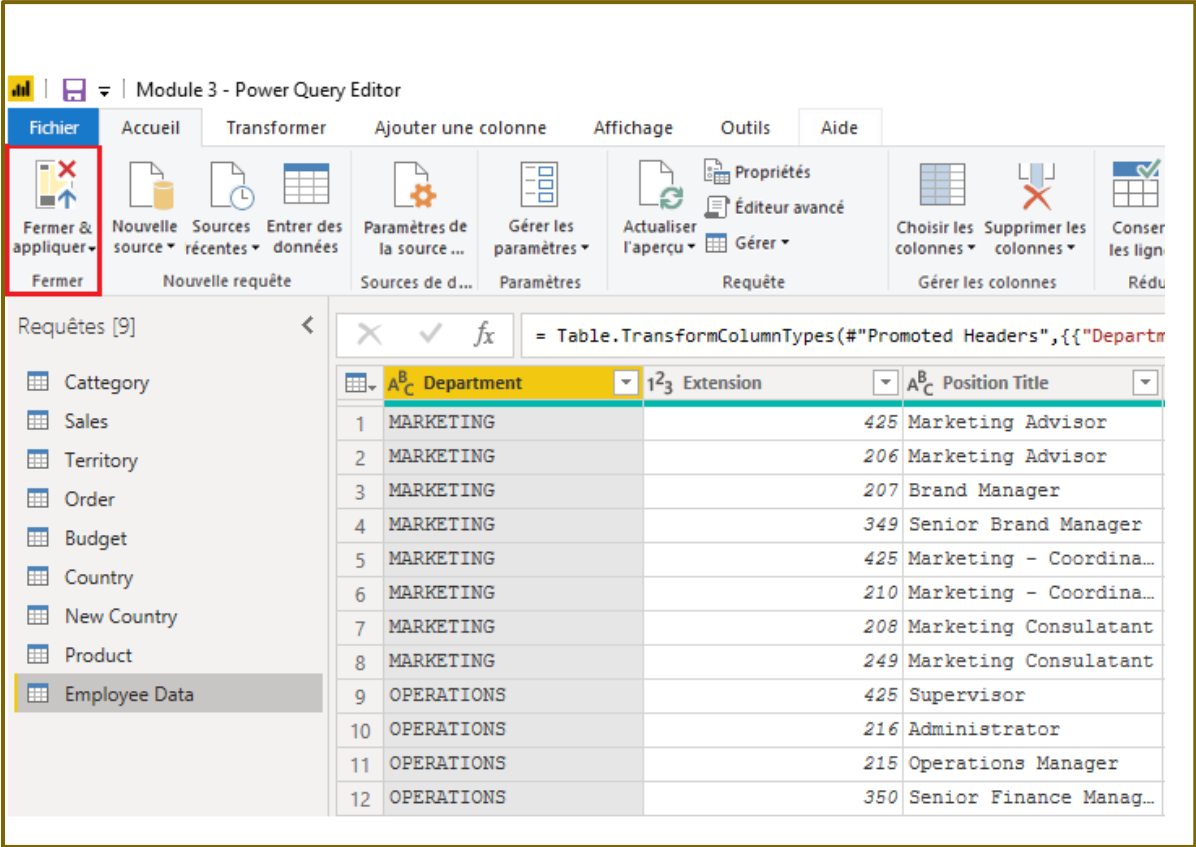 Module 3 - Power Query Editor
Fichier Accueil Transformer Ajouter une colonne Affichage Outils Aide
Fermer & appliquer
Fermer
Nouvelle source Sources récentes Entrer des données
Nouvelle requête
Paramètres de la source ...
Sources de d...
Gérer les paramètres
Paramètres
Actualiser l'aperçu
Propriétés
Éditeur avancé
Gérer
Requête
Choisir les colonnes Supprimer les colonnes
Gérer les colonnes
Conser
les lign
Rédu
Requêtes [9]
Cattegory
Sales
Territory
Order
Budget
Country
New Country
Product
Employee Data
fx = Table.TransformColumnTypes(#"Promoted Headers",{{"Departm
ABC Department 123 Extension ABC Position Title
1 MARKETING 425 Marketing Advisor
2 MARKETING 206 Marketing Advisor
3 MARKETING 207 Brand Manager
4 MARKETING 349 Senior Brand Manager
5 MARKETING 425 Marketing - Coordina…
6 MARKETING 210 Marketing - Coordina…
7 MARKETING 208 Marketing Consulatant
8 MARKETING 249 Marketing Consulatant
9 OPERATIONS 425 Supervisor
10 OPERATIONS 216 Administrator
11 OPERATIONS 215 Operations Manager
12 OPERATIONS 350 Senior Finance Manag…